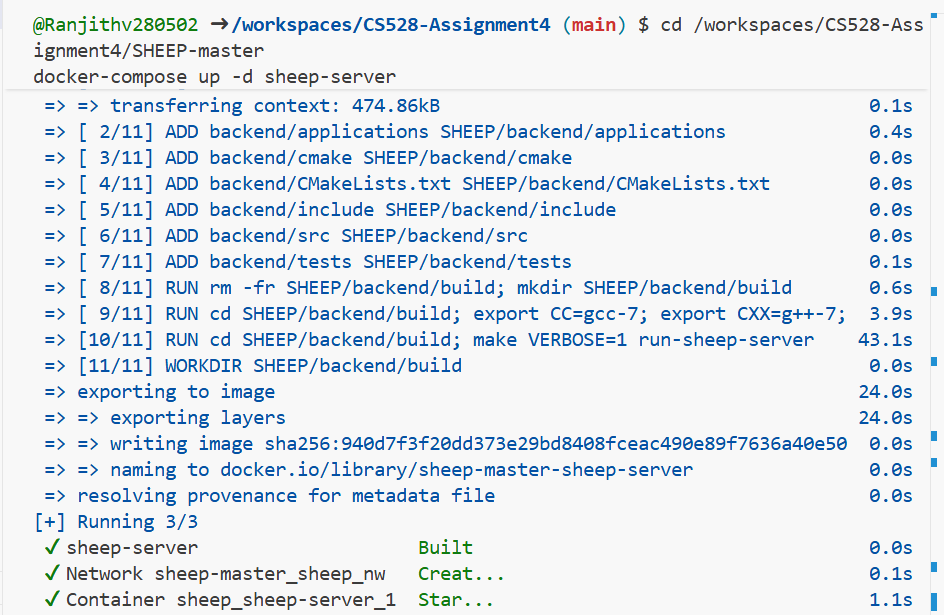 @Ranjithv280502 ➜/workspaces/CS528-Assignment4 (main) $ cd /workspaces/CS528-Ass
ignment4/SHEEP-master
docker-compose up -d sheep-server
=> => transferring context: 474.86kB 0.1s
=> [ 2/11] ADD backend/applications SHEEP/backend/applications 0.4s
=> [ 3/11] ADD backend/cmake SHEEP/backend/cmake 0.0s
=> [ 4/11] ADD backend/CMakeLists.txt SHEEP/backend/CMakeLists.txt 0.0s
=> [ 5/11] ADD backend/include SHEEP/backend/include 0.0s
=> [ 6/11] ADD backend/src SHEEP/backend/src 0.0s
=> [ 7/11] ADD backend/tests SHEEP/backend/tests 0.1s
=> [ 8/11] RUN rm -fr SHEEP/backend/build; mkdir SHEEP/backend/build 0.6s
=> [ 9/11] RUN cd SHEEP/backend/build; export CC=gcc-7; export CXX=g++-7; 3.9s
=> [10/11] RUN cd SHEEP/backend/build; make VERBOSE=1 run-sheep-server 43.1s
=> [11/11] WORKDIR SHEEP/backend/build 0.0s
=> exporting to image 24.0s
=> => exporting layers 24.0s
=> => writing image sha256:940d7f3f20dd373e29bd8408fceac490e89f7636a40e50 0.0s
=> => naming to docker.io/library/sheep-master-sheep-server 0.0s
=> resolving provenance for metadata file 0.0s
[+] Running 3/3
✓ sheep-server Built 0.0s
✓ Network sheep-master_sheep_nw Creat... 0.1s
✓ Container sheep_sheep-server_1 Star... 1.1s